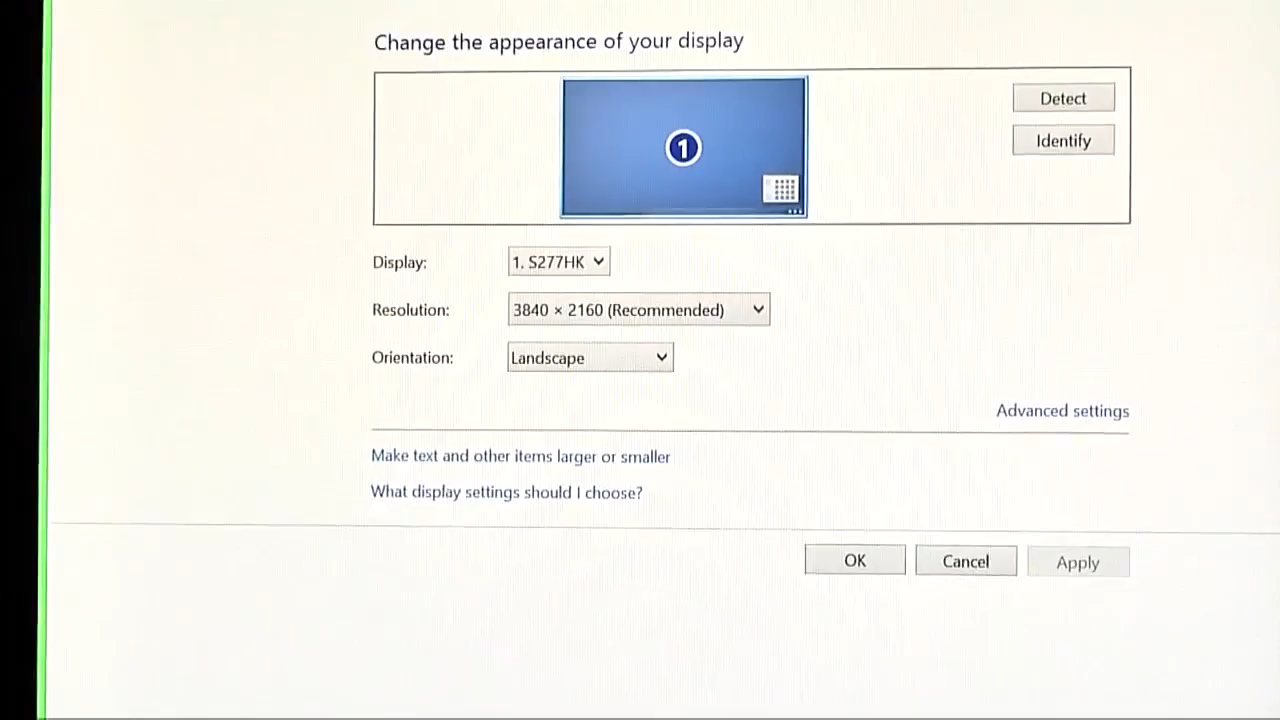 Change the appearance of your display
1
Detect
Identify
Display: 1. S277HK
Resolution: 3840 × 2160 (Recommended)
Orientation: Landscape
Advanced settings
Make text and other items larger or smaller
What display settings should I choose?
OK Cancel Apply